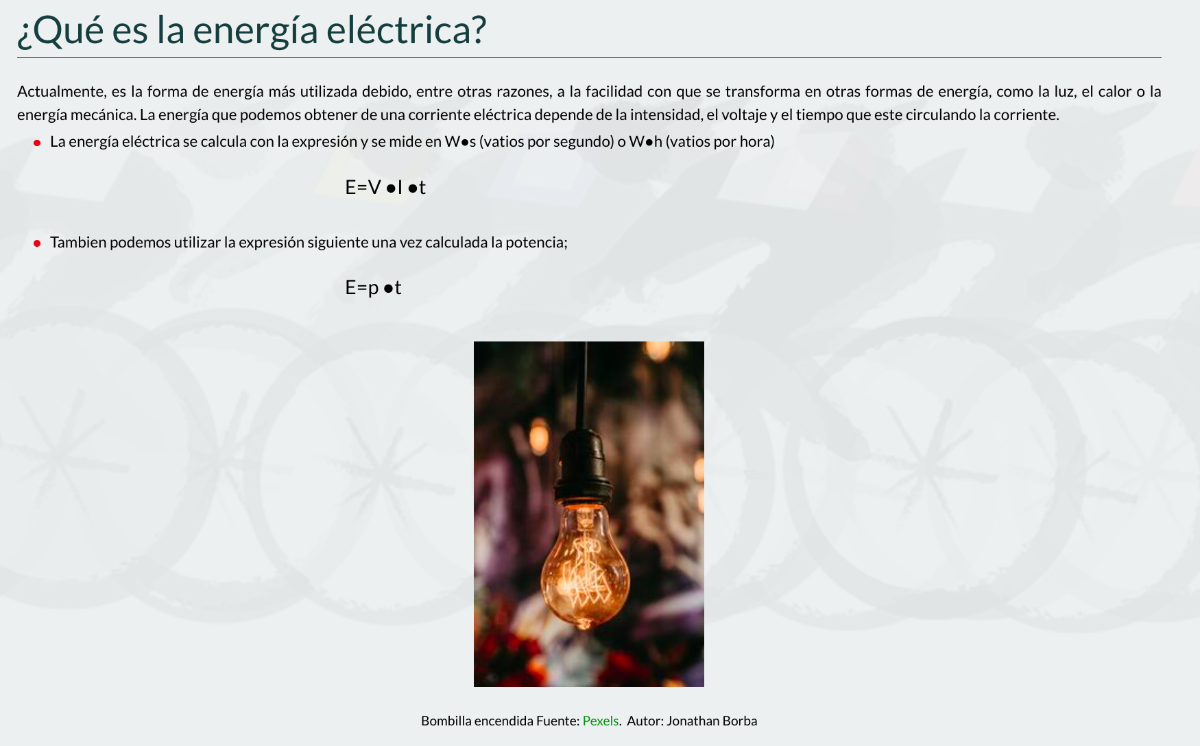 ¿Qué es la energía eléctrica?
Actualmente, es la forma de energía más utilizada debido, entre otras razones, a la facilidad con que se transforma en otras formas de energía, como la luz, el calor o la
energía mecánica. La energía que podemos obtener de una corriente eléctrica depende de la intensidad, el voltaje y el tiempo que este circulando la corriente.
● La energía eléctrica se calcula con la expresión y se mide en W●s (vatios por segundo) o W●h (vatios por hora)
E=V ●I ●t
● Tambien podemos utilizar la expresión siguiente una vez calculada la potencia;
E=p ●t
Bombilla encendida Fuente: Pexels. Autor: Jonathan Borba